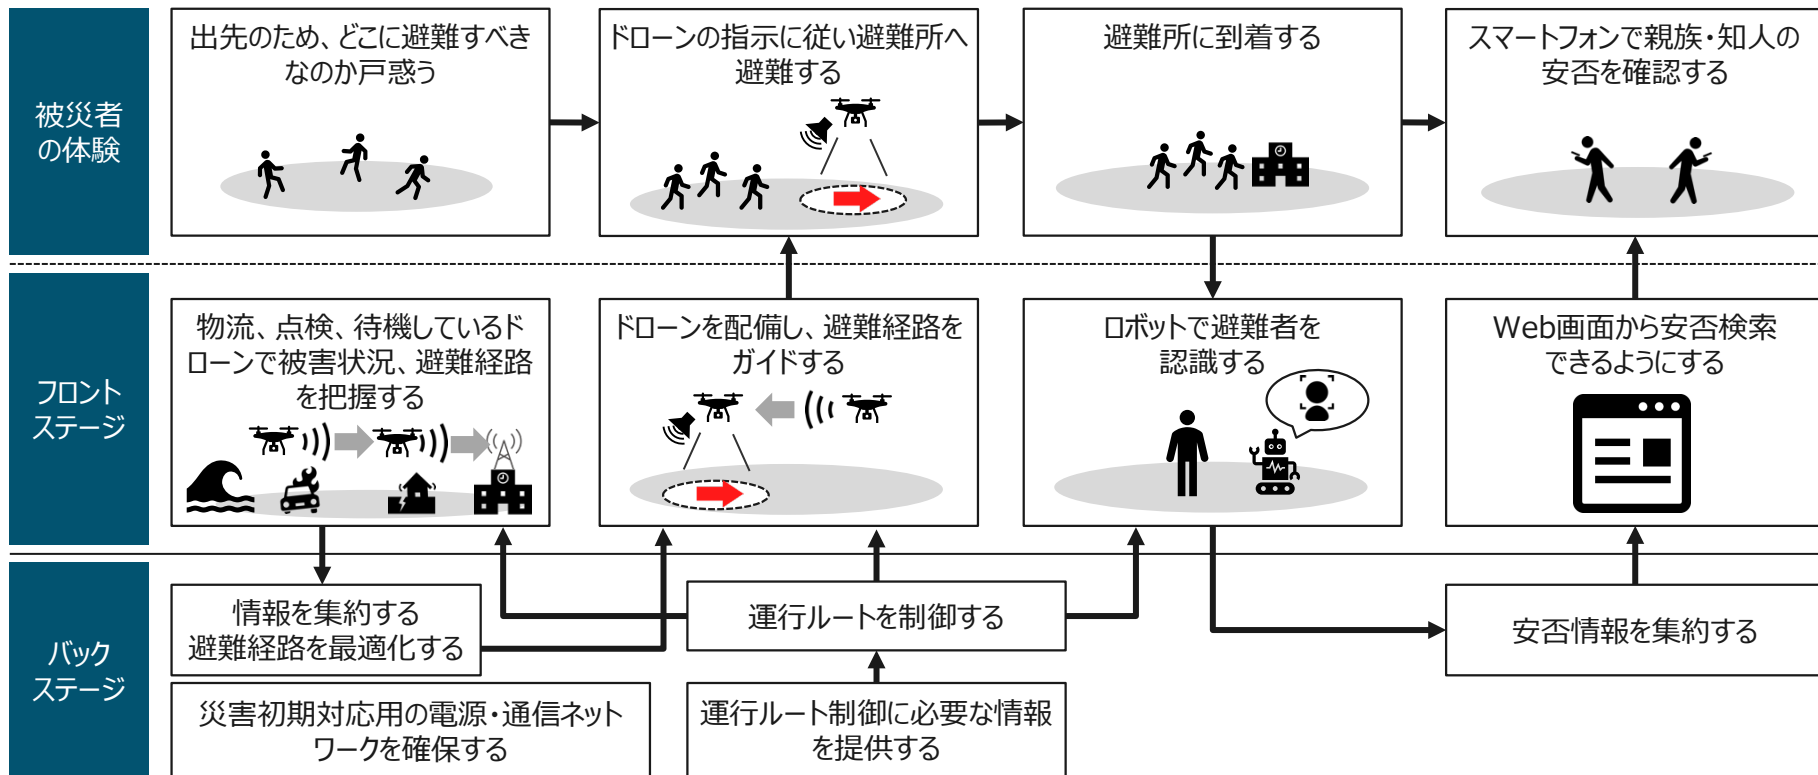 被災者
の体験
出先のため、どこに避難すべき
なのか戸惑う
ドローンの指示に従い避難所へ
避難する
避難所に到着する
スマートフォンで親族・知人の
安否を確認する
フロント
ステージ
物流、点検、待機しているド
ローンで被害状況、避難経路
を把握する
ドローンを配備し、避難経路を
ガイドする
ロボットで避難者を
認識する
Web画面から安否検索
できるようにする
バック
ステージ
情報を集約する
避難経路を最適化する
運行ルートを制御する
安否情報を集約する
災害初期対応用の電源・通信ネット
ワークを確保する
運行ルート制御に必要な情報
を提供する